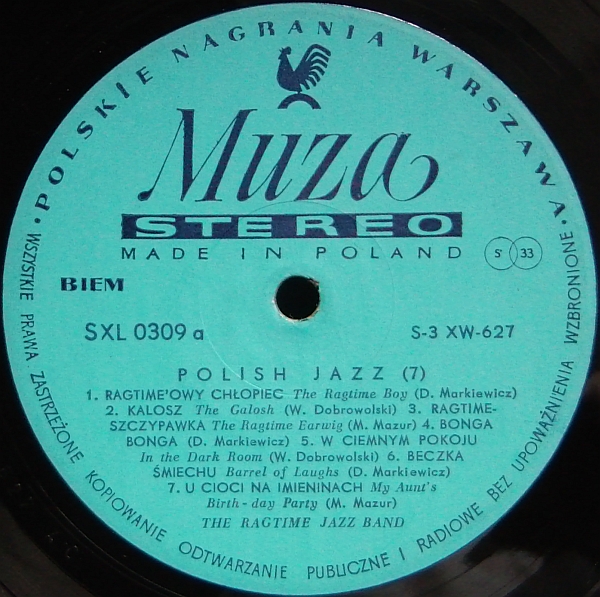 • POLSKIE NAGRANIA WARSZAWA •
Muza
STEREO
MADE IN POLAND
S 33
BIEM
SXL 0309 a
S-3 XW-627
POLISH JAZZ (7)
1. RAGTIME'OWY CHŁOPIEC The Ragtime Boy (D. Markiewicz)
2. KALOSZ The Galosh (W. Dobrowolski) 3. RAGTIME-
SZCZYPAWKA The Ragtime Earwig (M. Mazur) 4. BONGA
BONGA (D. Markiewicz) 5. W CIEMNYM POKOJU
In the Dark Room (W. Dobrowolski) 6. BECZKA
ŚMIECHU Barrel of Laughs (D. Markiewicz)
7. U CIOCI NA IMIENINACH My Aunt's
Birth-day Party (M. Mazur)
THE RAGTIME JAZZ BAND
WSZYSTKIE PRAWA ZASTRZEŻONE KOPIOWANIE ODTWARZANIE PUBLICZNE I RADIOWE BEZ UPOWAŻNIENIA WZBRONIONE